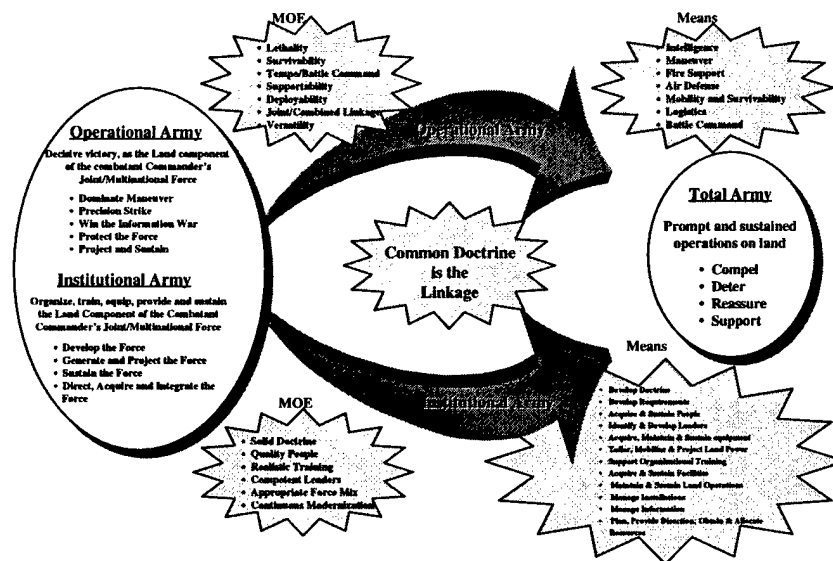 MOE
• Lethality
• Survivability
• Tempo/Battle Command
• Supportability
• Deployability
• Joint/Combined Linkage
• Versatility
Means
• Intelligence
• Maneuver
• Fire Support
• Air Defense
• Mobility and Survivability
• Logistics
• Battle Command
Operational Army
Decisive victory, as the Land component
of the combatant Commander's
Joint/Multinational Force
• Dominate Maneuver
• Precision Strike
• Win the Information War
• Protect the Force
• Project and Sustain
Institutional Army
Organize, train, equip, provide and sustain
the Land Component of the Combatant
Commander's Joint/Multinational Force
• Develop the Force
• Generate and Project the Force
• Sustain the Force
• Direct, Acquire and Integrate the
Force
Operational Army
Common Doctrine
is the
Linkage
Institutional Army
Total Army
Prompt and sustained
operations on land
• Compel
• Deter
• Reassure
• Support
MOE
• Solid Doctrine
• Quality People
• Realistic Training
• Competent Leaders
• Appropriate Force Mix
• Continuous Modernization
Means
• Develop Doctrine
• Develop Requirements
• Acquire & Sustain People
• Identify & Develop Leaders
• Acquire, Maintain & Sustain equipment
• Tailor, Mobilize & Project Land Power
• Support Organizational Training
• Acquire & Sustain Facilities
• Maintain & Sustain Land Operations
• Manage Installations
• Manage Information
• Plan, Provide Direction, Obtain & Allocate
Resources